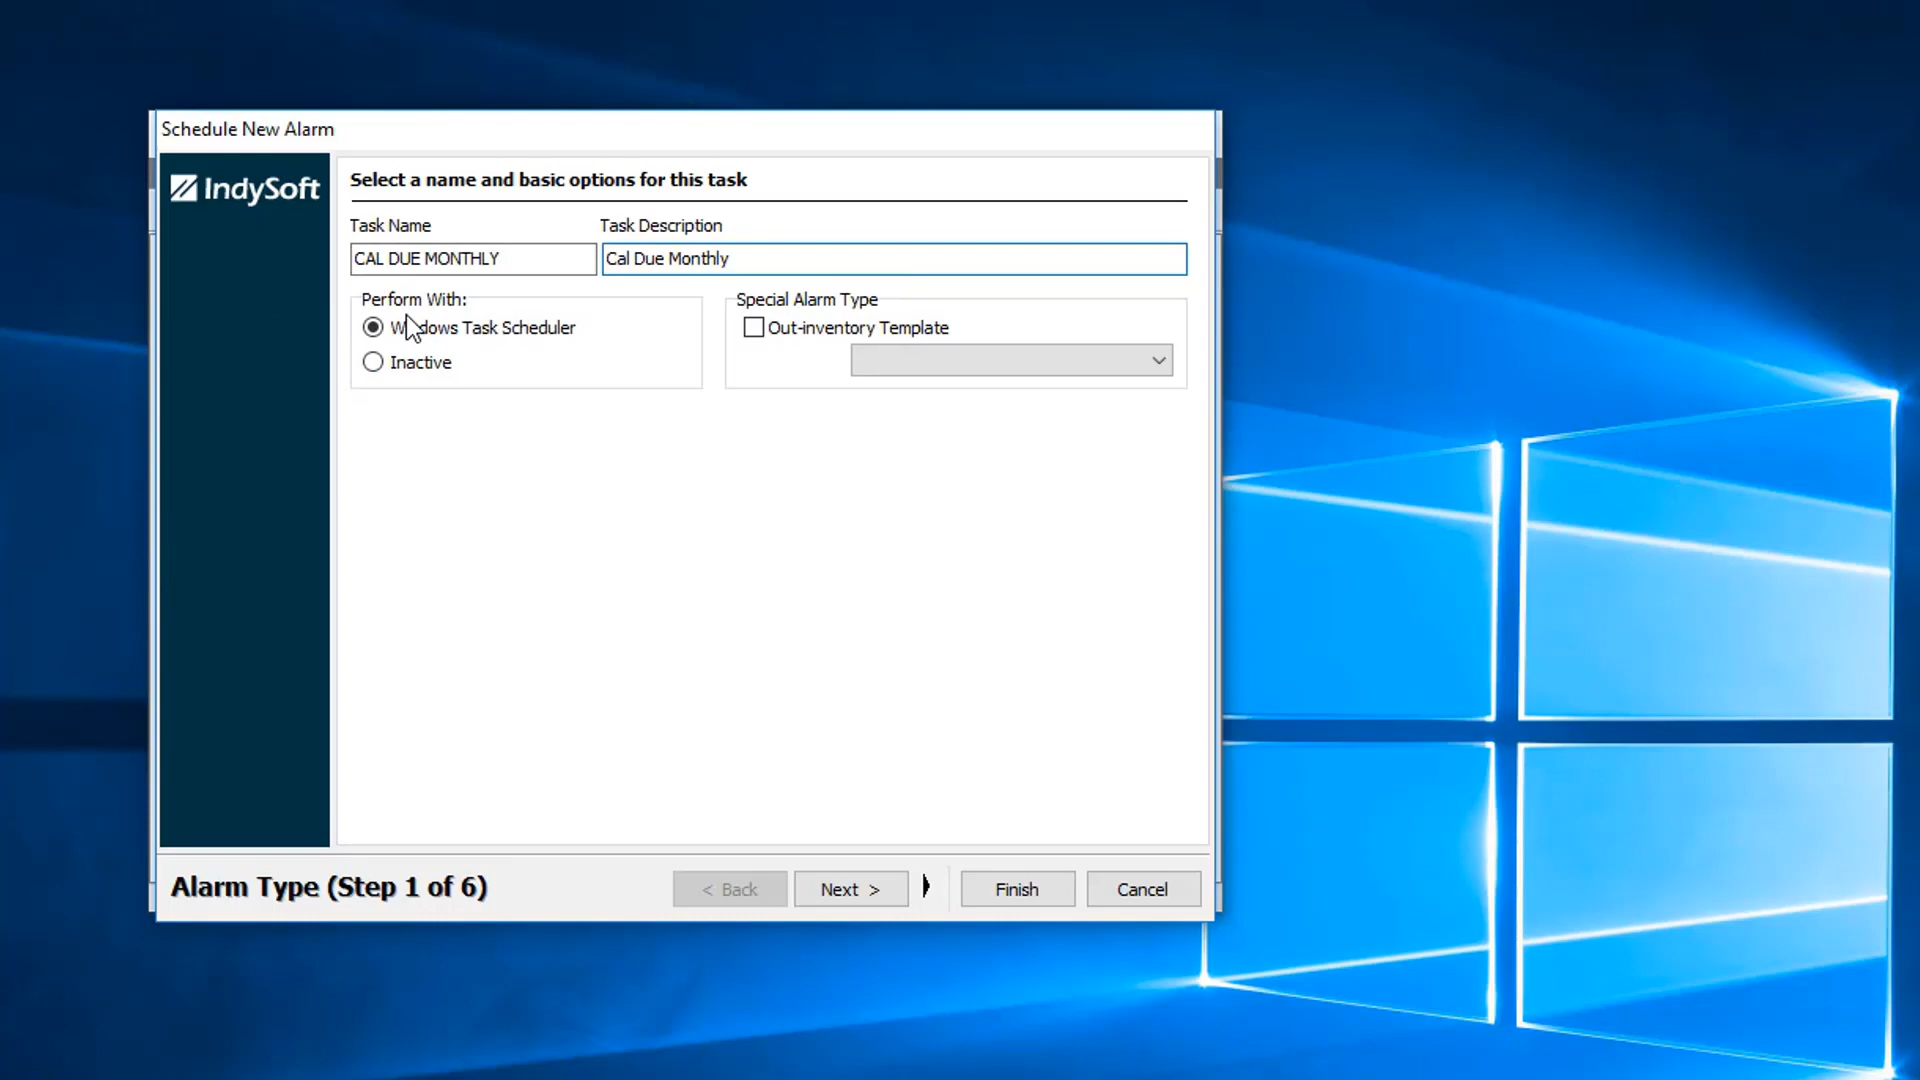 Schedule New Alarm
IndySoft
Select a name and basic options for this task
Task Name Task Description
CAL DUE MONTHLY Cal Due Monthly
Perform With: Special Alarm Type
Windows Task Scheduler Out-inventory Template
Inactive
Alarm Type (Step 1 of 6) < Back Next > Finish Cancel